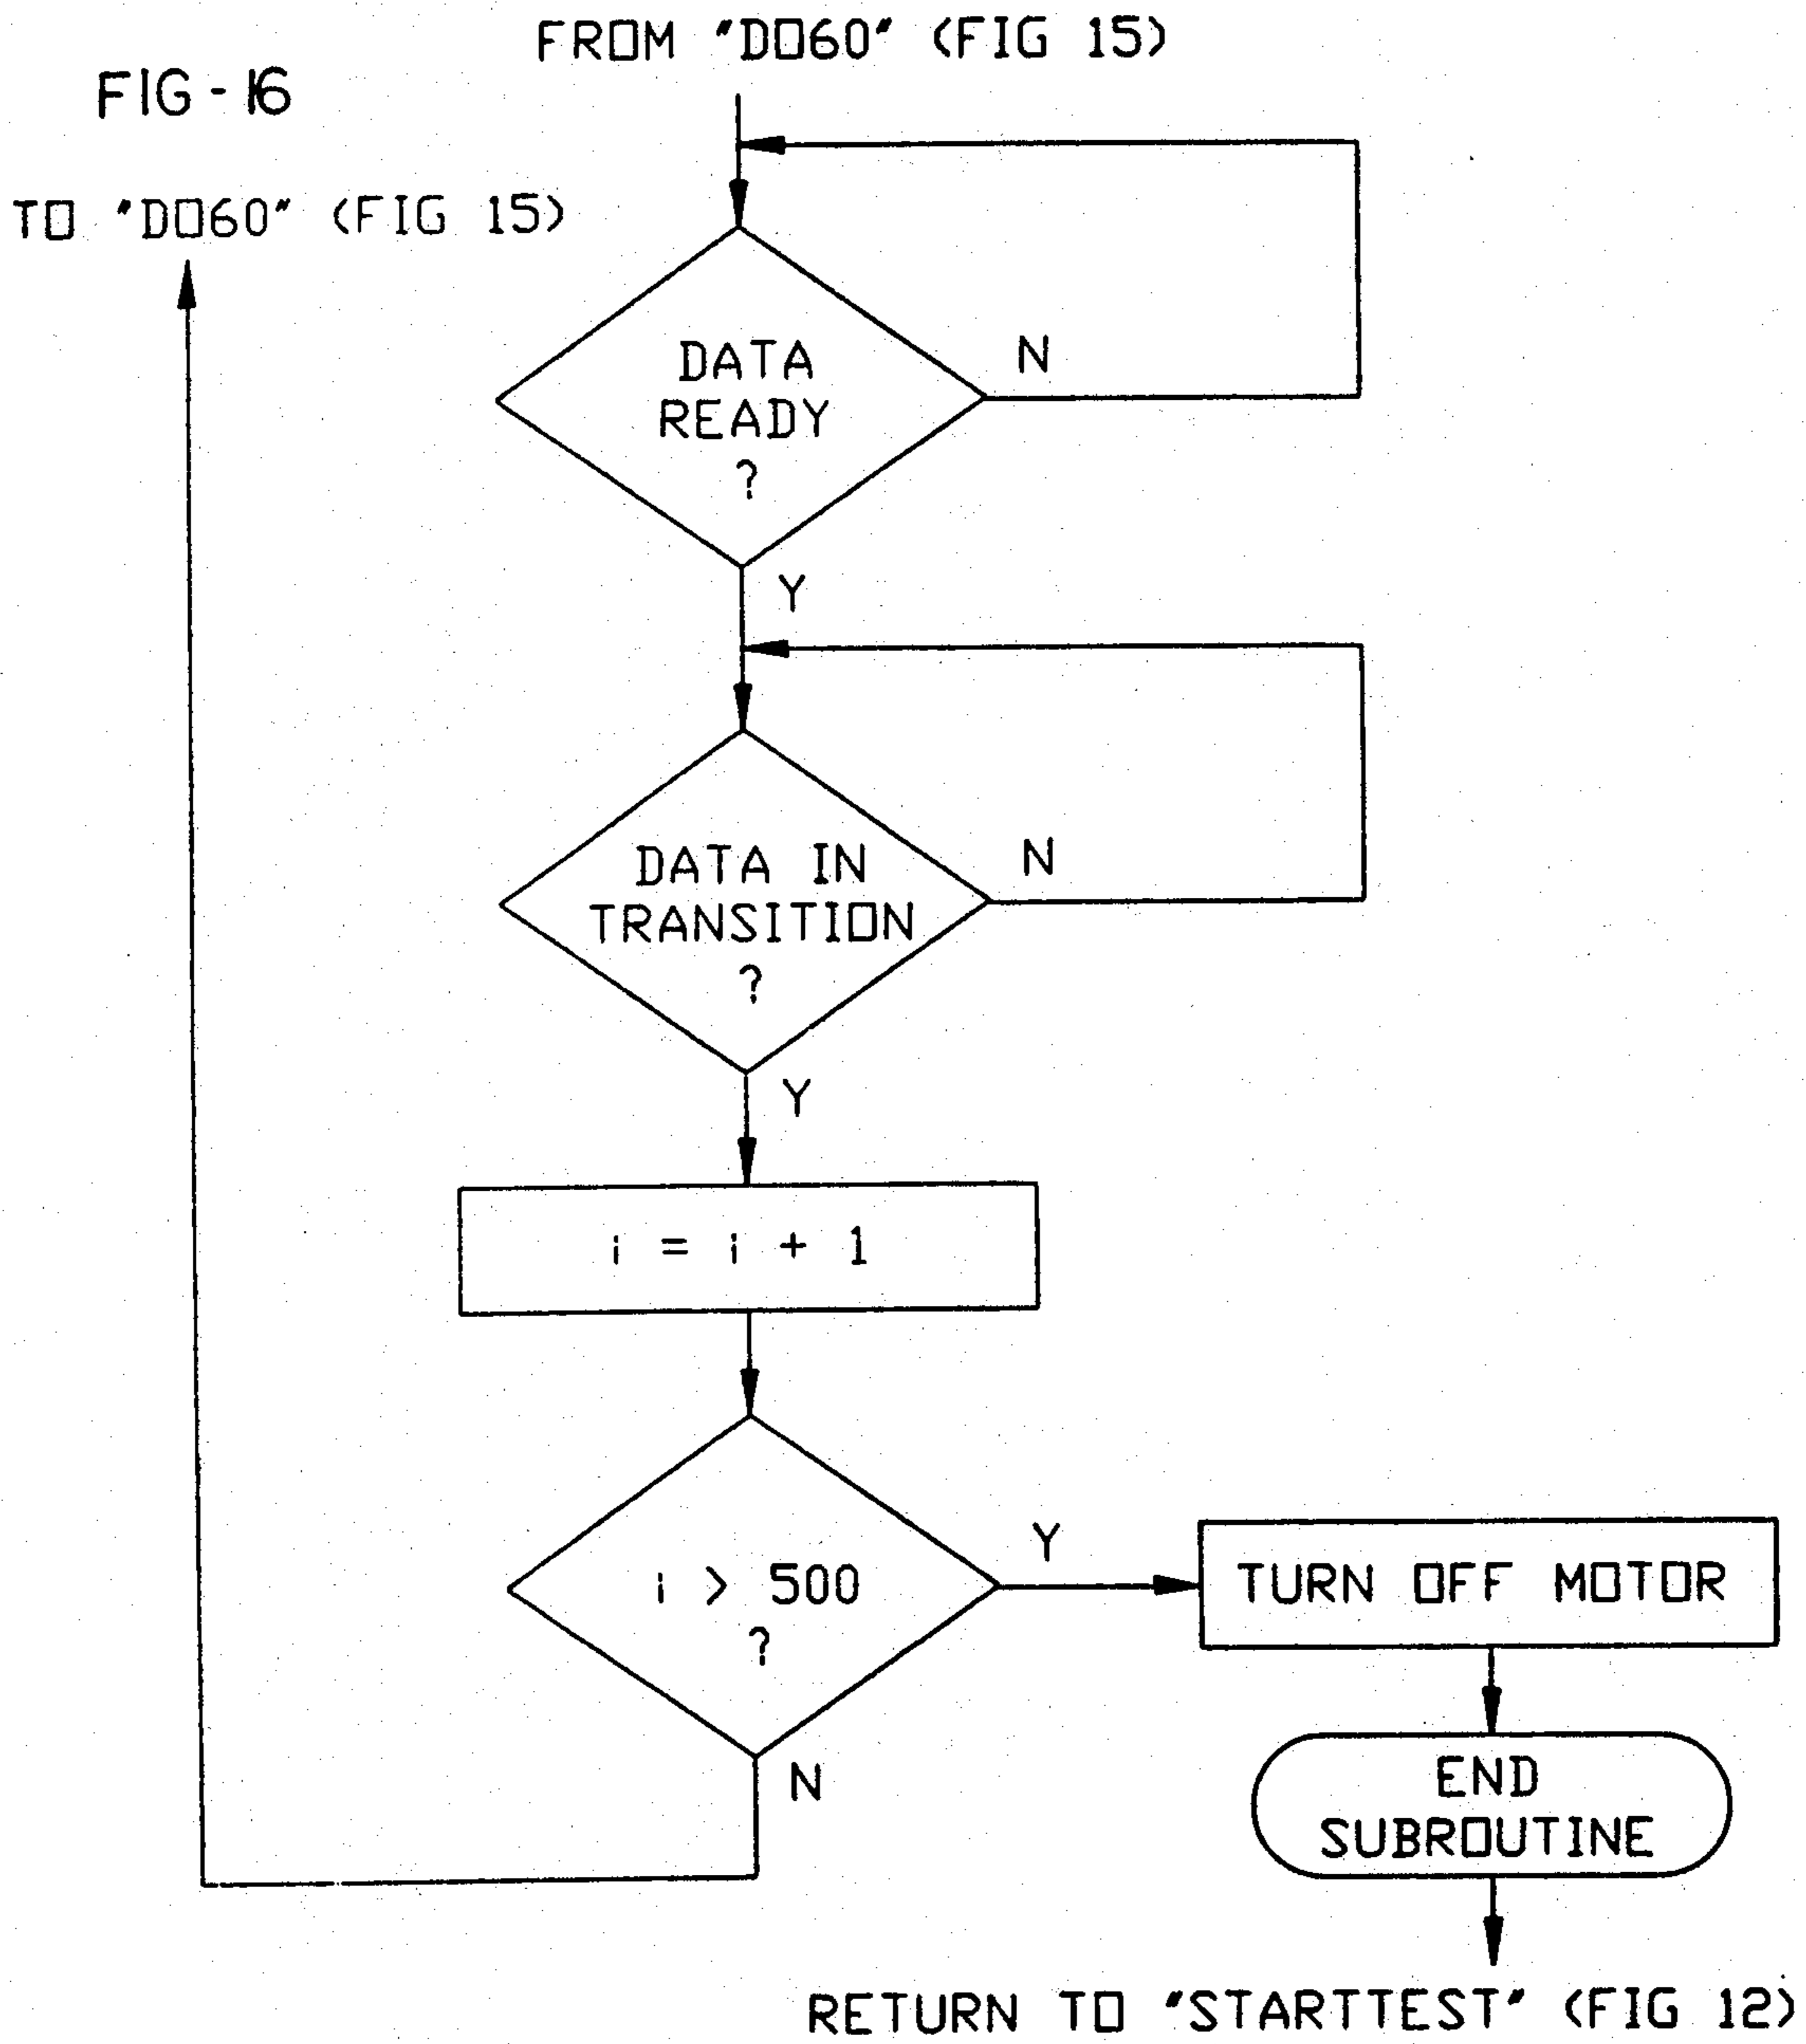 FROM "DO60" (FIG 15)
FIG-16
TO "DO60" (FIG 15)
DATA
READY
?
N
Y
DATA IN
TRANSITION
?
N
Y
i = i + 1
i > 500
?
Y
TURN OFF MOTOR
N
END
SUBROUTINE
RETURN TO "STARTTEST" (FIG 12)